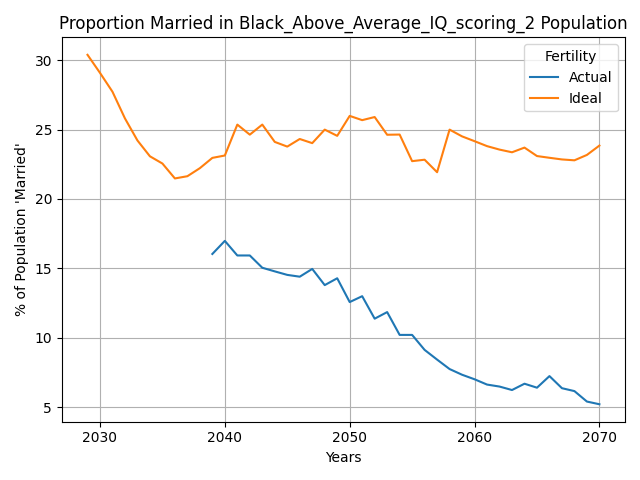 Proportion Married in Black_Above_Average_IQ_scoring_2 Population
Fertility
Actual
Ideal
% of Population 'Married'
30
25
20
15
10
5
2030 2040 2050 2060 2070
Years